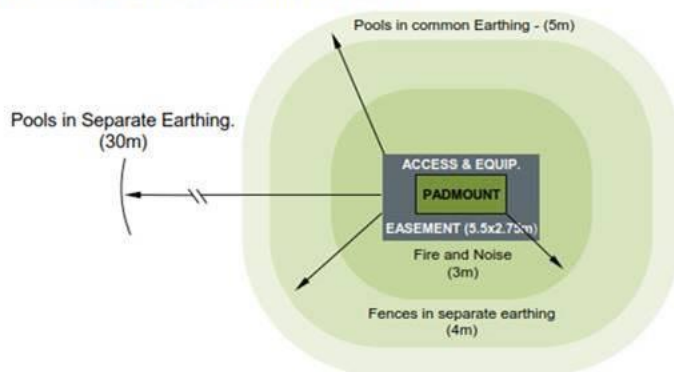 Pools in common Earthing - (5m)
Pools in Separate Earthing.
(30m)
ACCESS & EQUIP.
PADMOUNT
EASEMENT (5.5x2.75m)
Fire and Noise
(3m)
Fences in separate earthing
(4m)